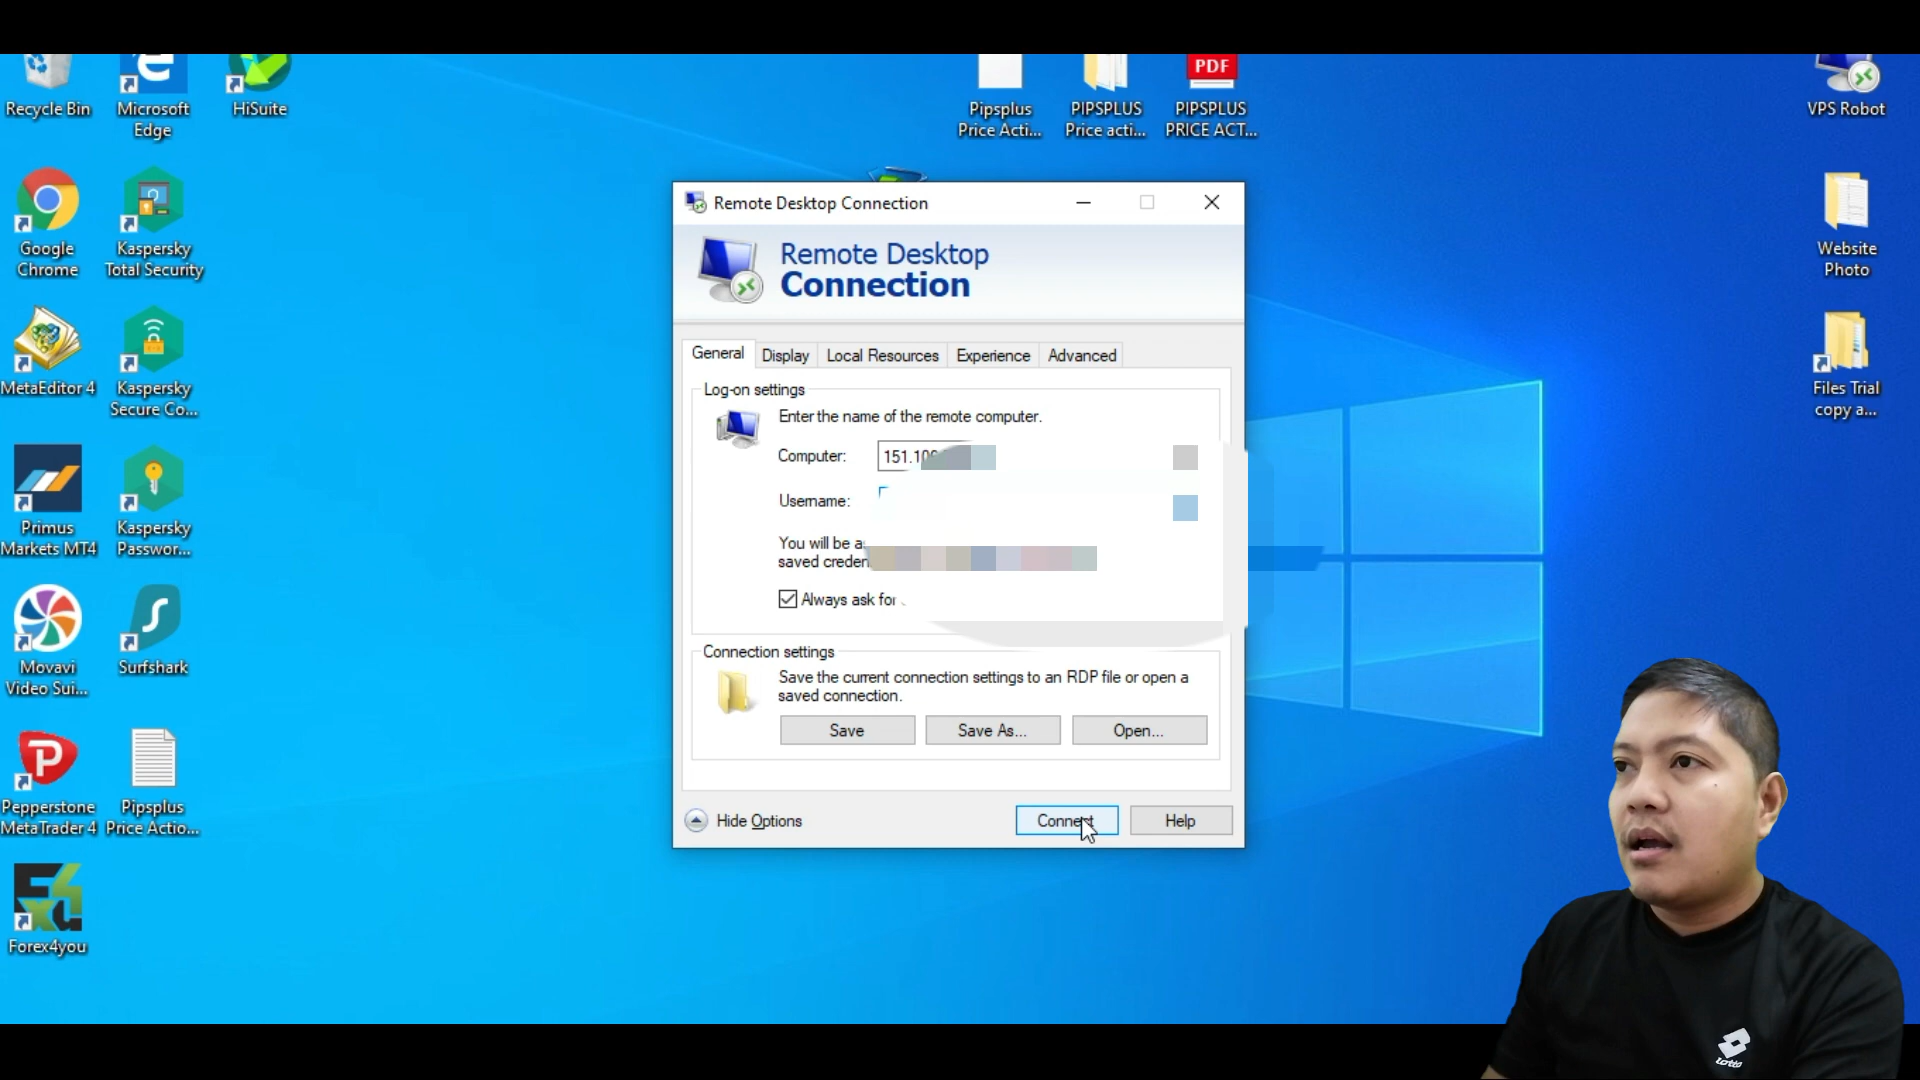 Recycle Bin
Microsoft
Edge
HiSuite
Pipsplus
Price Acti...
PIPSPLUS
Price acti...
PDF
PIPSPLUS
PRICE ACT...
VPS Robot
Google
Chrome
Kaspersky
Total Security
Website
Photo
MetaEditor 4
Kaspersky
Secure Co...
Files Trial
copy a...
Primus
Markets MT4
Kaspersky
Passwor...
Movavi
Video Sui...
Surfshark
Pepperstone
MetaTrader 4
Pipsplus
Price Actio...
Forex4you
Remote Desktop Connection
Remote Desktop
Connection
General
Display
Local Resources
Experience
Advanced
Log-on settings
Enter the name of the remote computer.
Computer:
Username:
You will be
saved
Always ask for
Connection settings
Save the current connection settings to an RDP file or open a
saved connection.
Save
Save As...
Open...
Hide Options
Connect
Help
Lotto